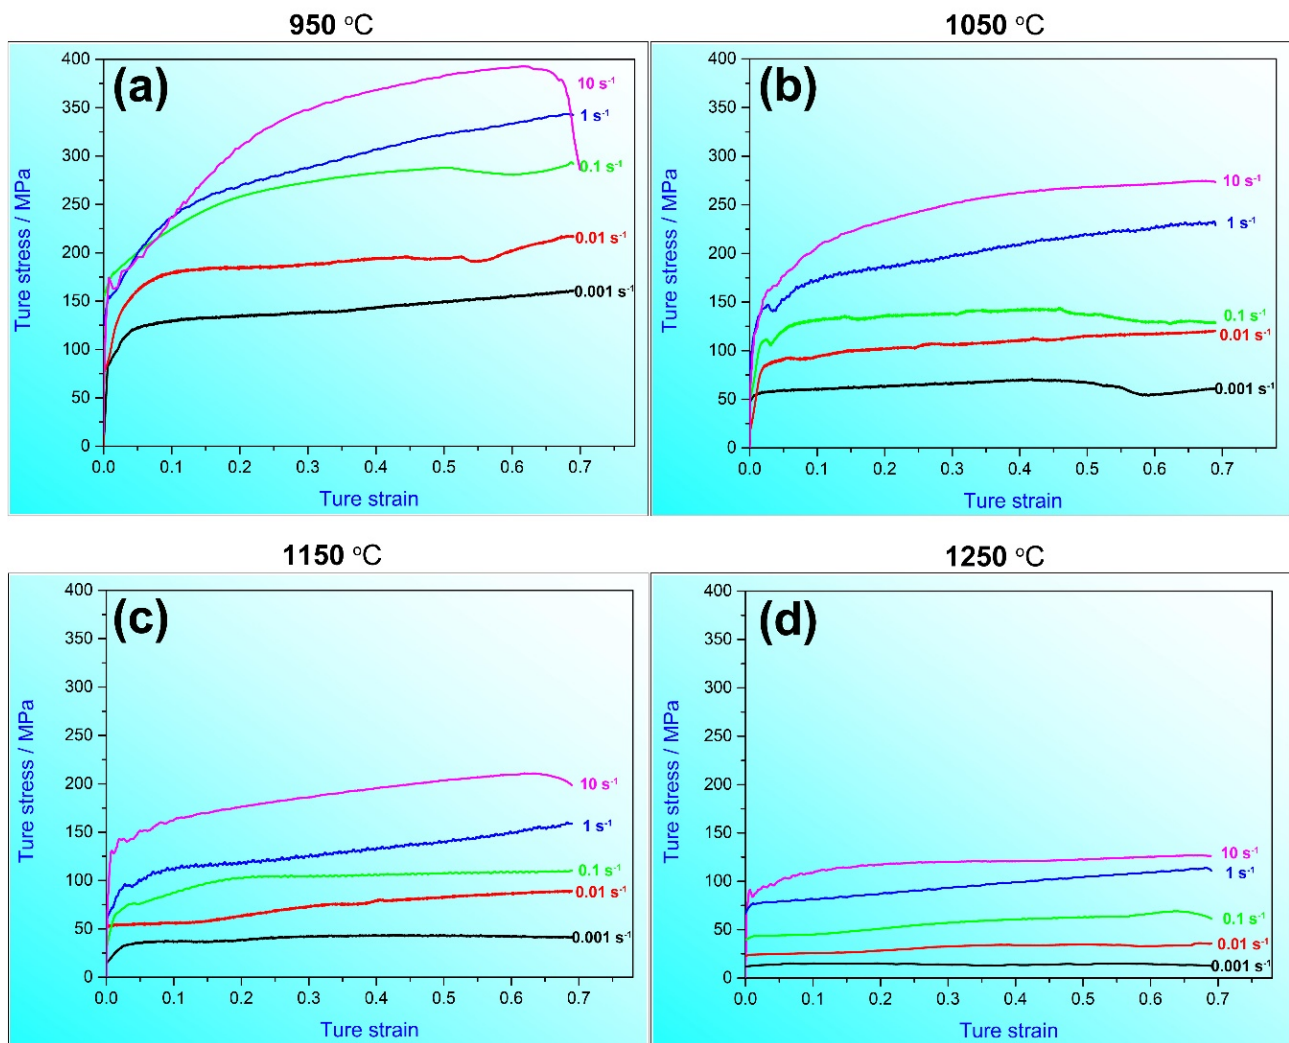 950 °C
(a)
400
350
300
250
200
150
100
50
0
Ture stress / MPa
10 s⁻¹
1 s⁻¹
0.1 s⁻¹
0.01 s⁻¹
0.001 s⁻¹
0.0 0.1 0.2 0.3 0.4 0.5 0.6 0.7
Ture strain
1050 °C
(b)
400
350
300
250
200
150
100
50
0
Ture stress / MPa
10 s⁻¹
1 s⁻¹
0.1 s⁻¹
0.01 s⁻¹
0.001 s⁻¹
0.0 0.1 0.2 0.3 0.4 0.5 0.6 0.7
Ture strain
1150 °C
(c)
400
350
300
250
200
150
100
50
0
Ture stress / MPa
10 s⁻¹
1 s⁻¹
0.1 s⁻¹
0.01 s⁻¹
0.001 s⁻¹
0.0 0.1 0.2 0.3 0.4 0.5 0.6 0.7
Ture strain
1250 °C
(d)
400
350
300
250
200
150
100
50
0
Ture stress / MPa
10 s⁻¹
1 s⁻¹
0.1 s⁻¹
0.01 s⁻¹
0.001 s⁻¹
0.0 0.1 0.2 0.3 0.4 0.5 0.6 0.7
Ture strain